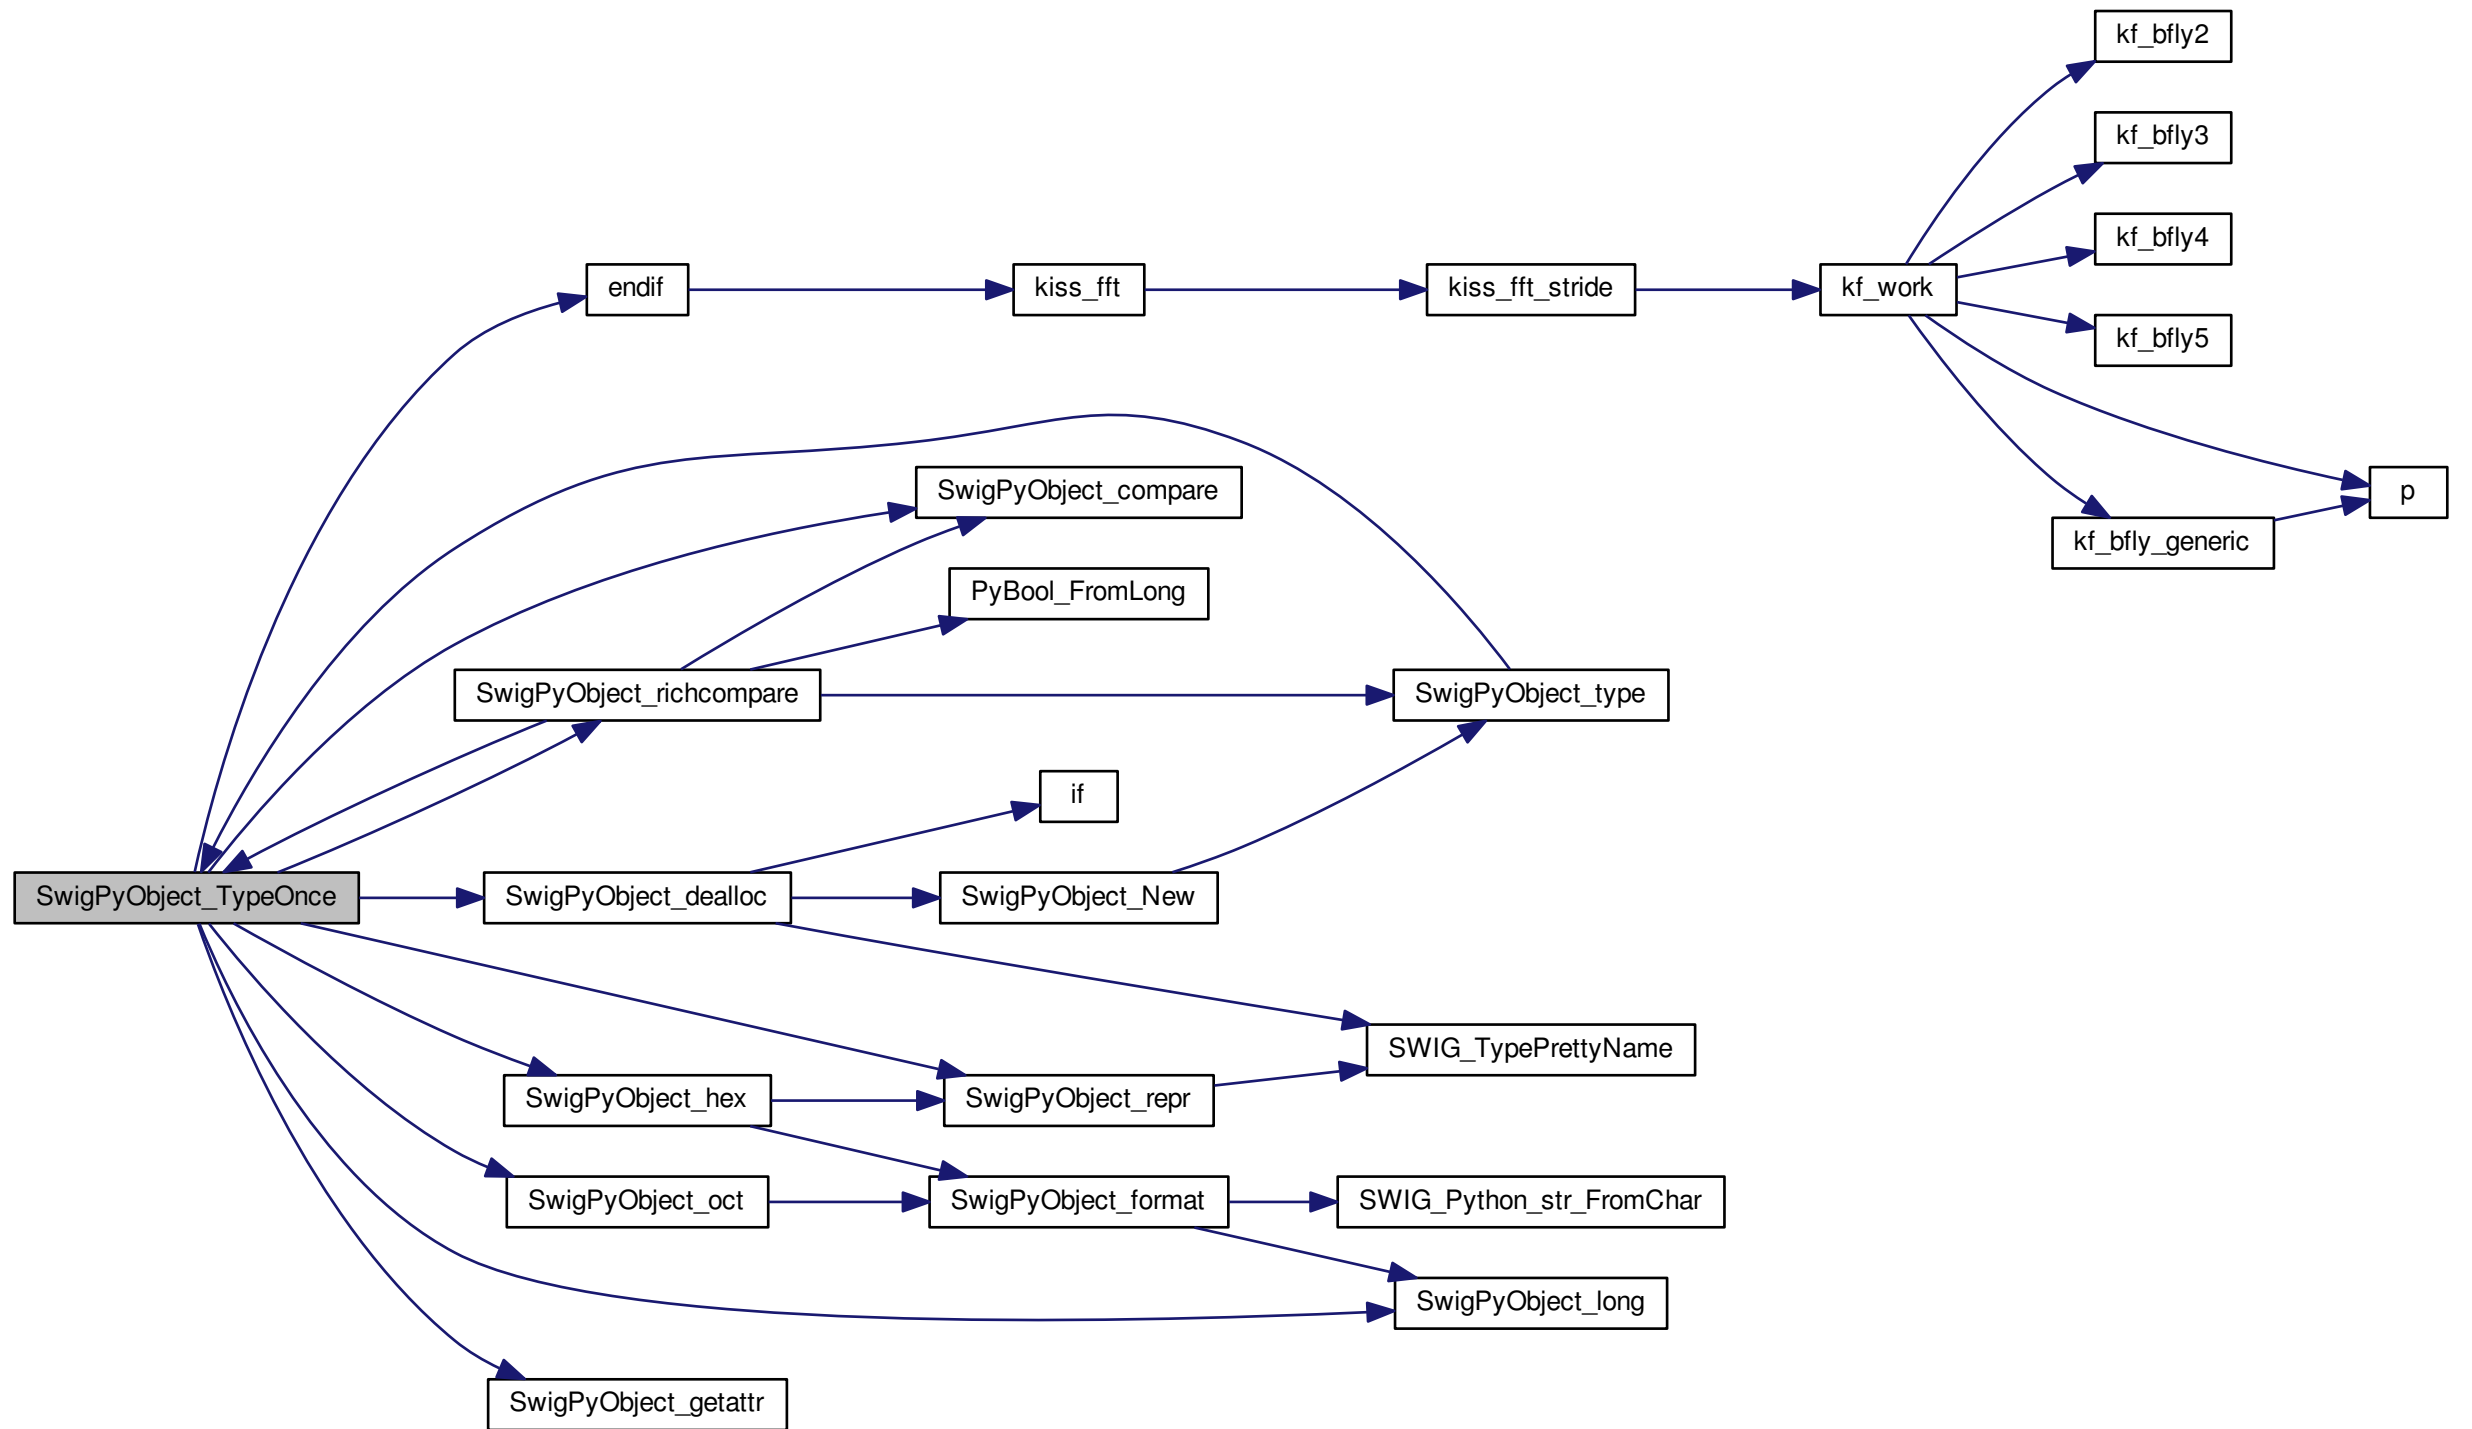 kf_bfly2
kf_bfly3
kf_bfly4
endif
kiss_fft
kiss_fft_stride
kf_work
kf_bfly5
SwigPyObject_compare
p
kf_bfly_generic
PyBool_FromLong
SwigPyObject_richcompare
SwigPyObject_type
if
SwigPyObject_TypeOnce
SwigPyObject_dealloc
SwigPyObject_New
SWIG_TypePrettyName
SwigPyObject_hex
SwigPyObject_repr
SwigPyObject_oct
SwigPyObject_format
SWIG_Python_str_FromChar
SwigPyObject_long
SwigPyObject_getattr